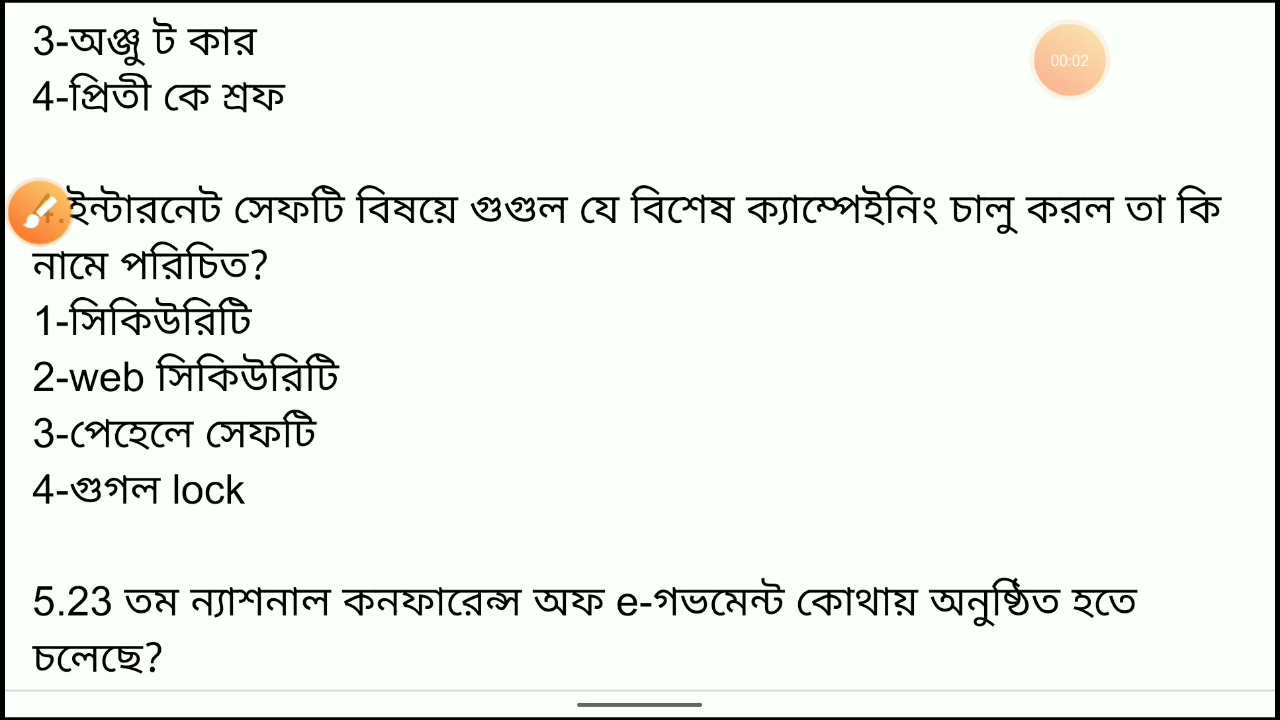 3-অঞ্জু ট কার
00:02
4-প্রিতী কে শ্রফ
4.ইন্টারনেট সেফটি বিষয়ে গুগুল যে বিশেষ ক্যাম্পেইনিং চালু করল তা কি
নামে পরিচিত?
1-সিকিউরিটি
2-web সিকিউরিটি
3-পেহেলে সেফটি
4-গুগল lock
5.23 তম ন্যাশনাল কনফারেন্স অফ e-গভমেন্ট কোথায় অনুষ্ঠিত হতে
চলেছে?